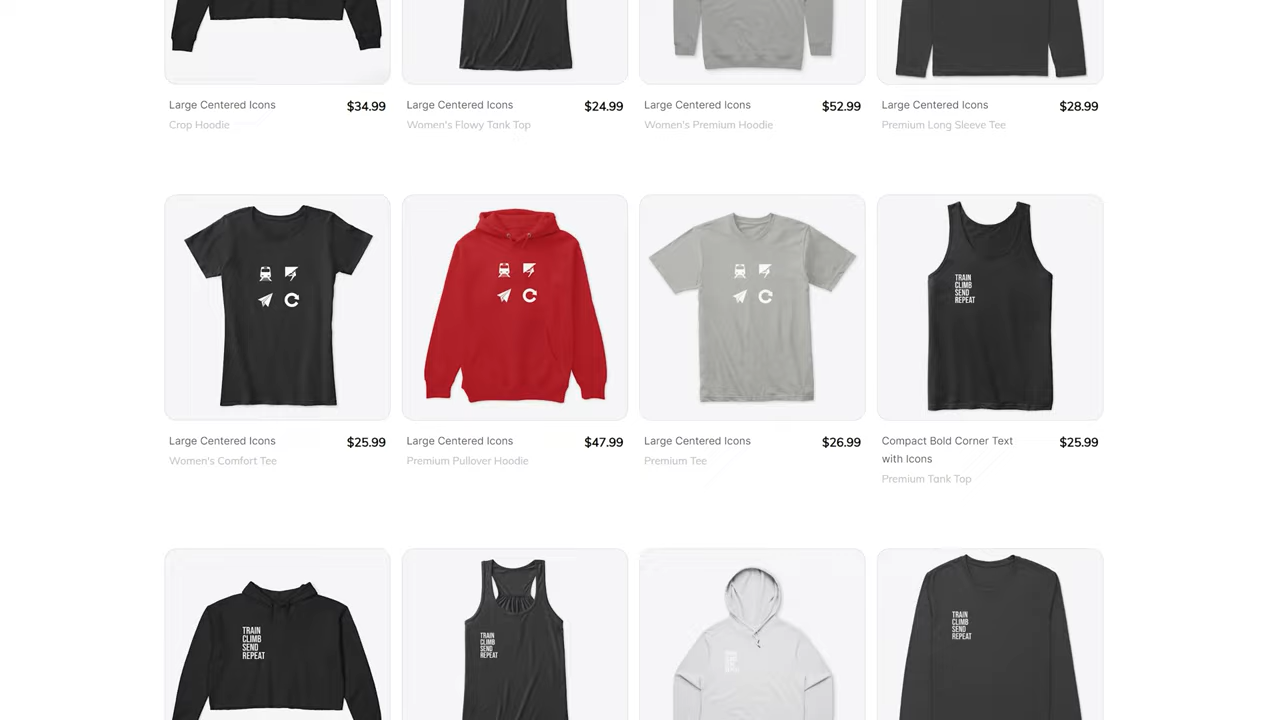 Large Centered Icons $34.99
Crop Hoodie
Large Centered Icons $24.99
Women's Flowy Tank Top
Large Centered Icons $52.99
Women's Premium Hoodie
Large Centered Icons $28.99
Premium Long Sleeve Tee
TRAIN
CLIMB
SEND
REPEAT
Large Centered Icons $25.99
Women's Comfort Tee
Large Centered Icons $47.99
Premium Pullover Hoodie
Large Centered Icons $26.99
Premium Tee
Compact Bold Corner Text $25.99
with Icons
Premium Tank Top
TRAIN
CLIMB
SEND
REPEAT
TRAIN
CLIMB
SEND
REPEAT
TRAIN
CLIMB
SEND
REPEAT